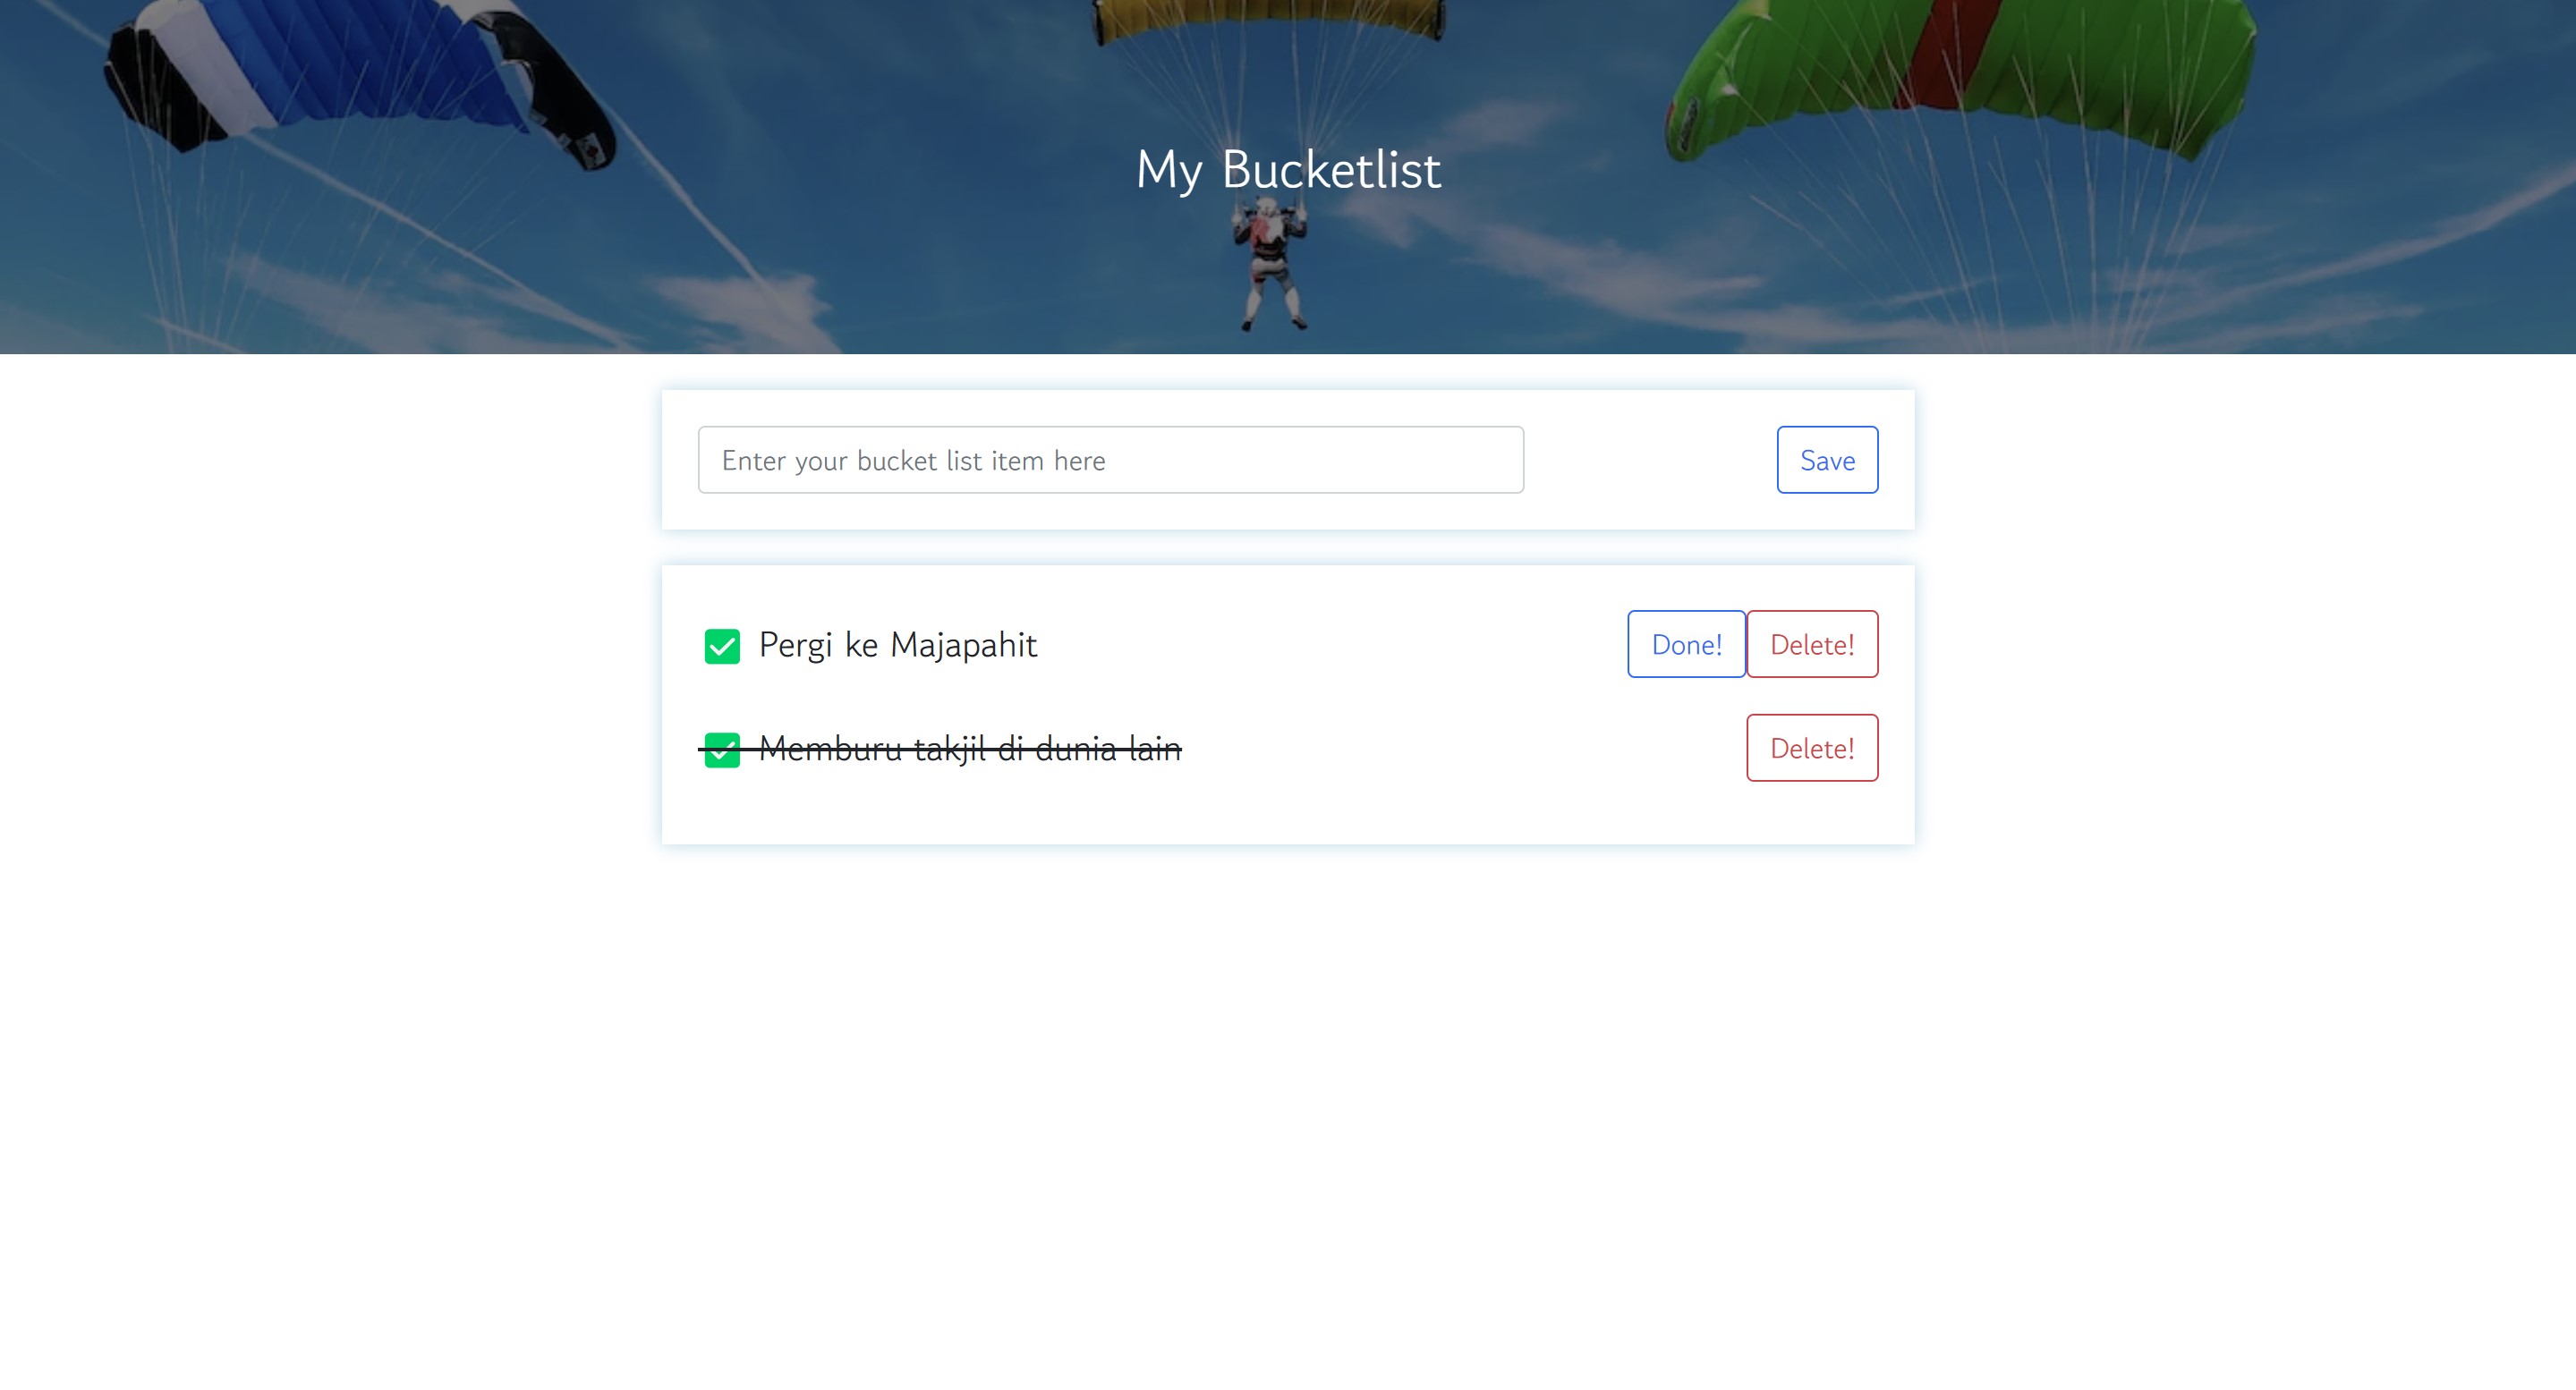 My Bucketlist
Enter your bucket list item here
Save
✅ Pergi ke Majapahit
Done!
Delete!
✅ Memburu takjil di dunia lain
Delete!